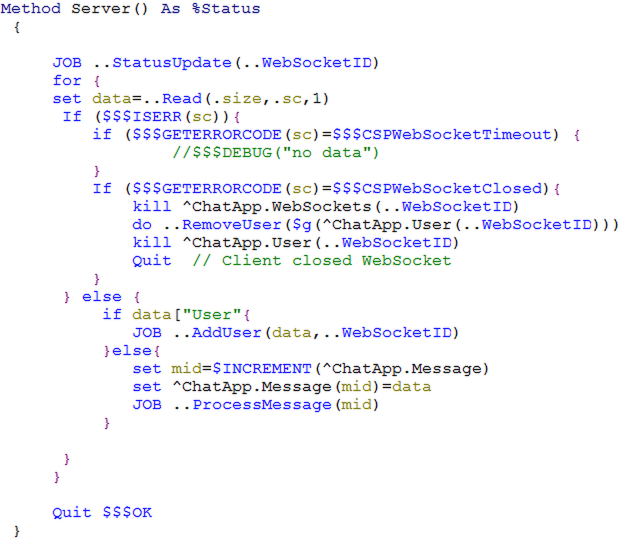 Method Server() As %Status
{
JOB ..StatusUpdate(..WebSocketID)
for {
set data=..Read(.size,.sc,1)
If ($$$ISERR(sc)){
if ($$$GETERRORCODE(sc)=$$$CSPWebSocketTimeout) {
//$$$DEBUG("no data")
}
If ($$$GETERRORCODE(sc)=$$$CSPWebSocketClosed){
kill ^ChatApp.WebSockets(..WebSocketID)
do ..RemoveUser($g(^ChatApp.User(..WebSocketID)))
kill ^ChatApp.User(..WebSocketID)
Quit // Client closed WebSocket
}
} else {
if data["User"{
JOB ..AddUser(data,..WebSocketID)
}else{
set mid=$INCREMENT(^ChatApp.Message)
set ^ChatApp.Message(mid)=data
JOB ..ProcessMessage(mid)
}
}
}
Quit $$$OK
}